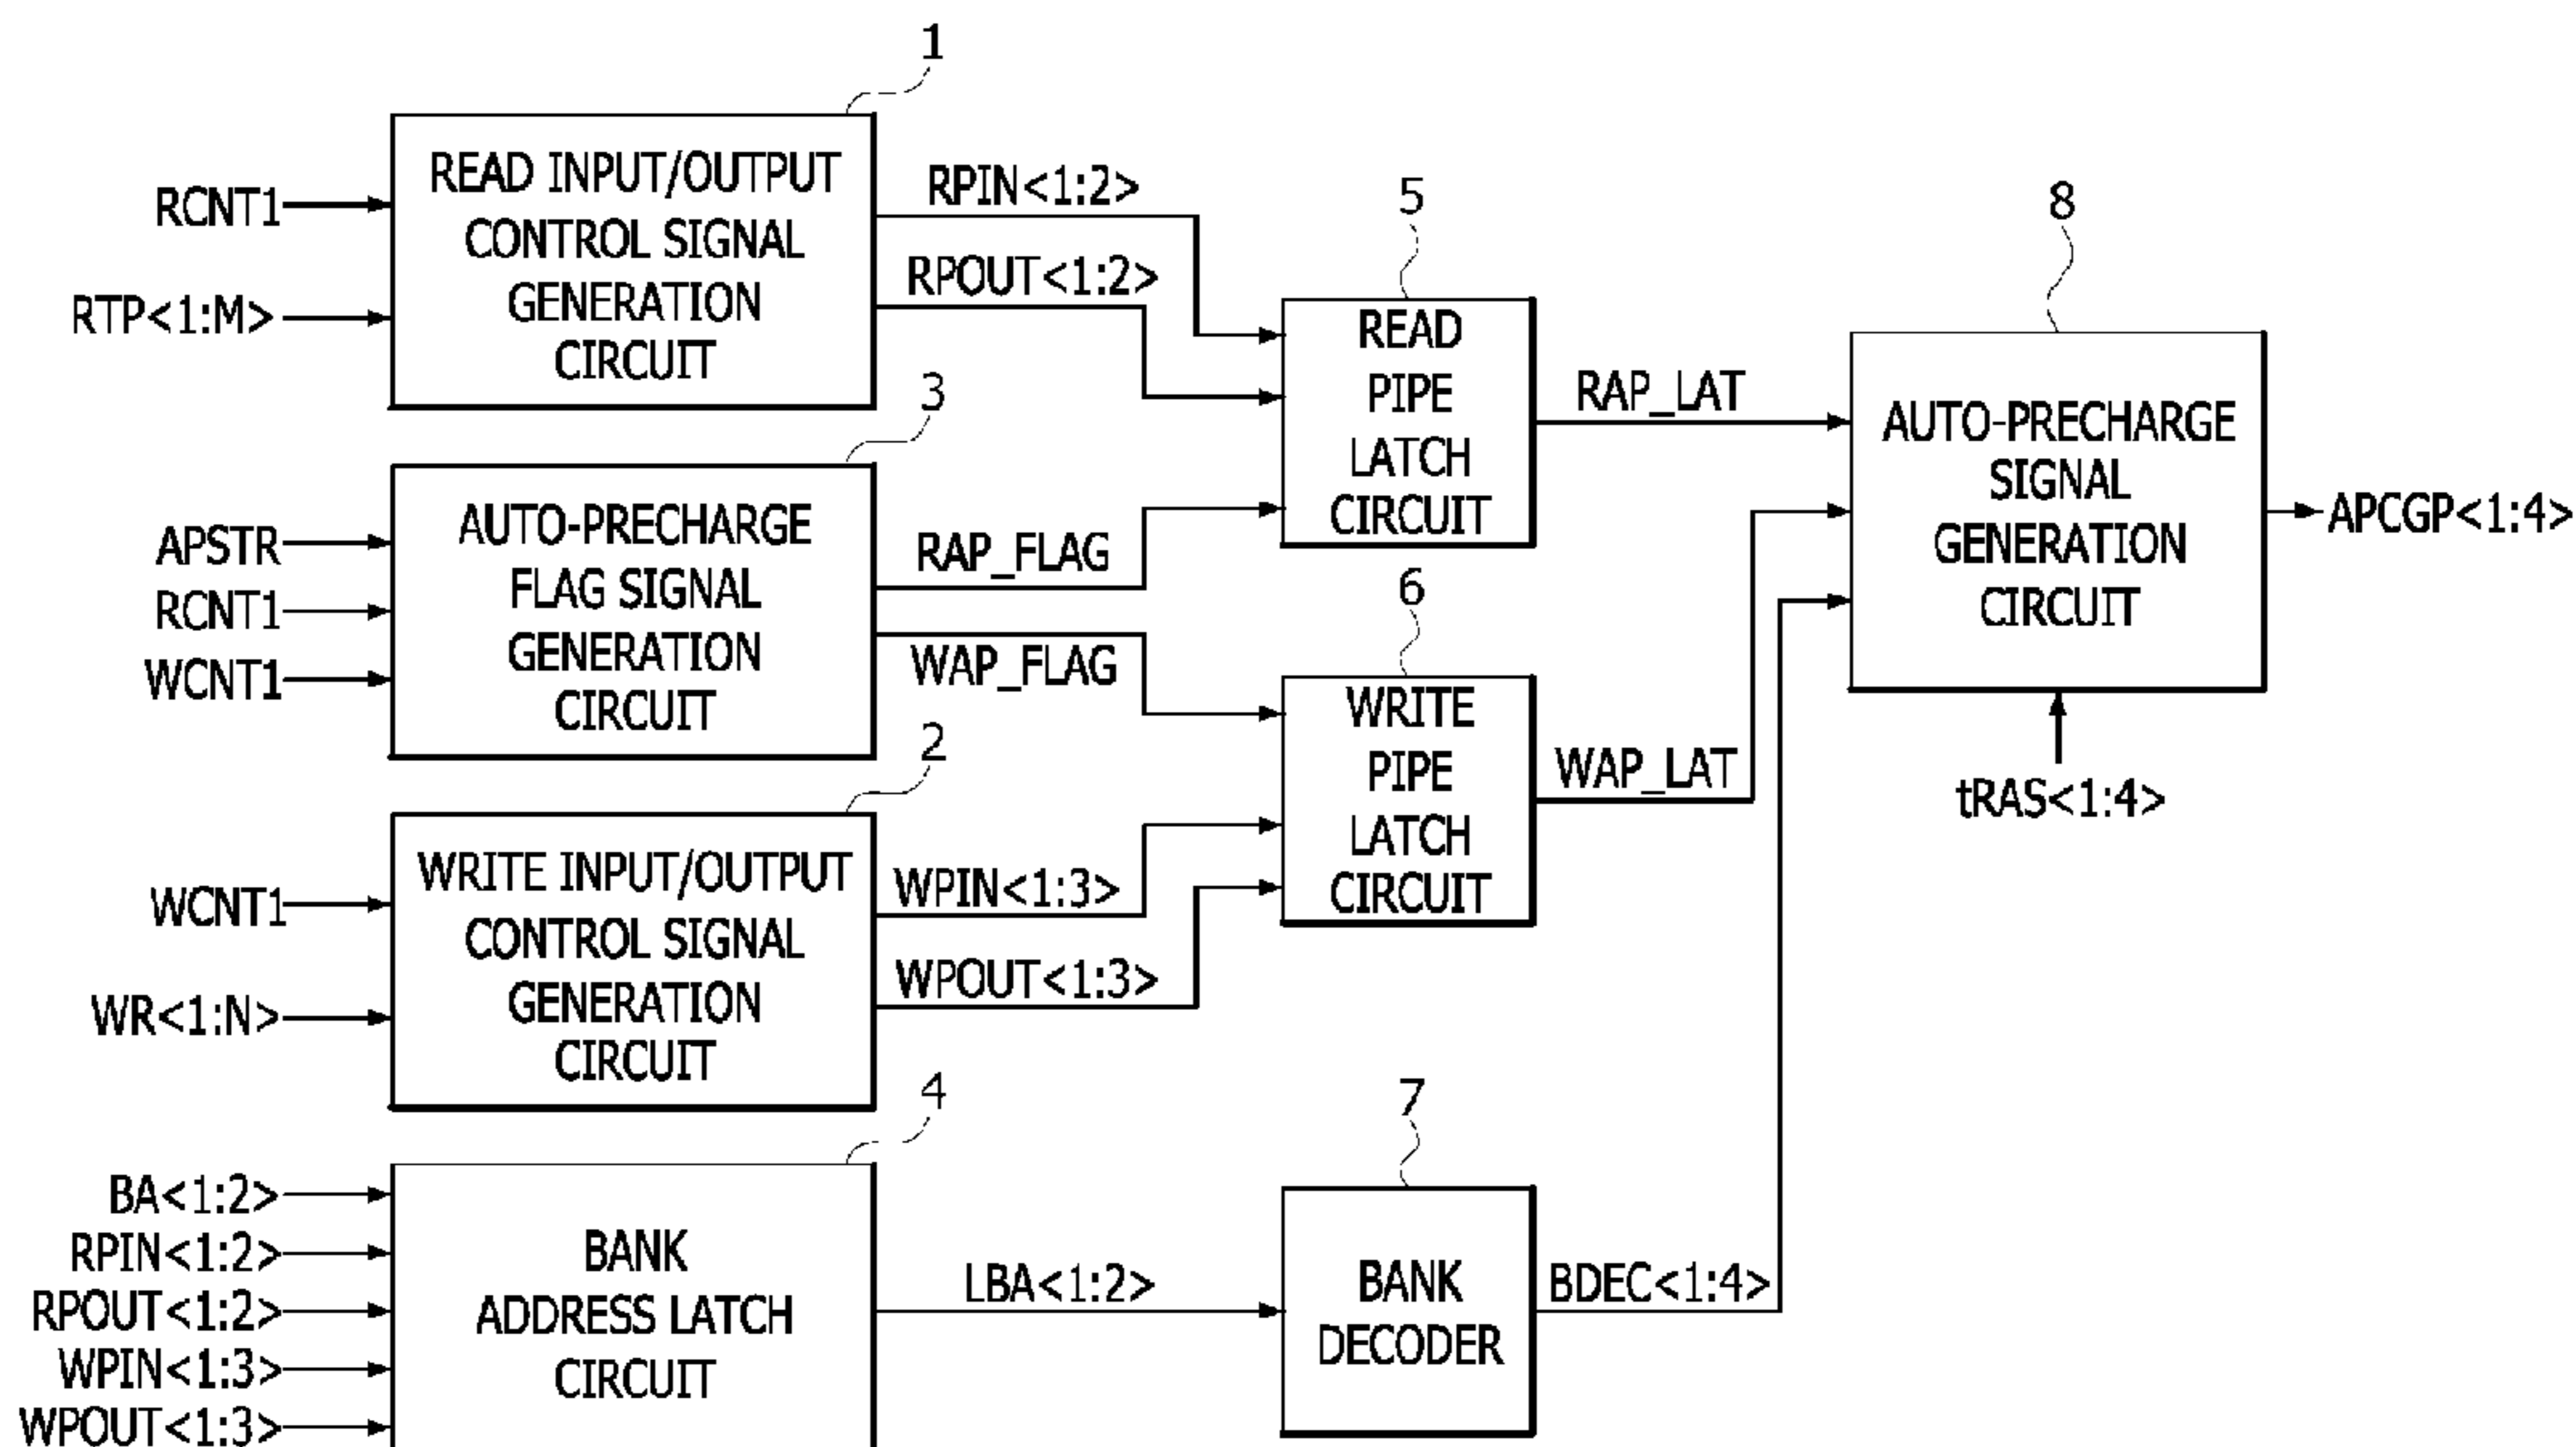 1
READ INPUT/OUTPUT
CONTROL SIGNAL
GENERATION
CIRCUIT
RCNT1
RTP<1:M>
RPIN<1:2>
RPOUT<1:2>
3
AUTO-PRECHARGE
FLAG SIGNAL
GENERATION
CIRCUIT
APSTR
RCNT1
WCNT1
RAP_FLAG
WAP_FLAG
2
WRITE INPUT/OUTPUT
CONTROL SIGNAL
GENERATION
CIRCUIT
WCNT1
WR<1:N>
WPIN<1:3>
WPOUT<1:3>
4
BANK
ADDRESS LATCH
CIRCUIT
BA<1:2>
RPIN<1:2>
RPOUT<1:2>
WPIN<1:3>
WPOUT<1:3>
LBA<1:2>
5
READ
PIPE
LATCH
CIRCUIT
RAP_LAT
6
WRITE
PIPE
LATCH
CIRCUIT
WAP_LAT
7
BANK
DECODER
BDEC<1:4>
8
AUTO-PRECHARGE
SIGNAL
GENERATION
CIRCUIT
tRAS<1:4>
APCGP<1:4>